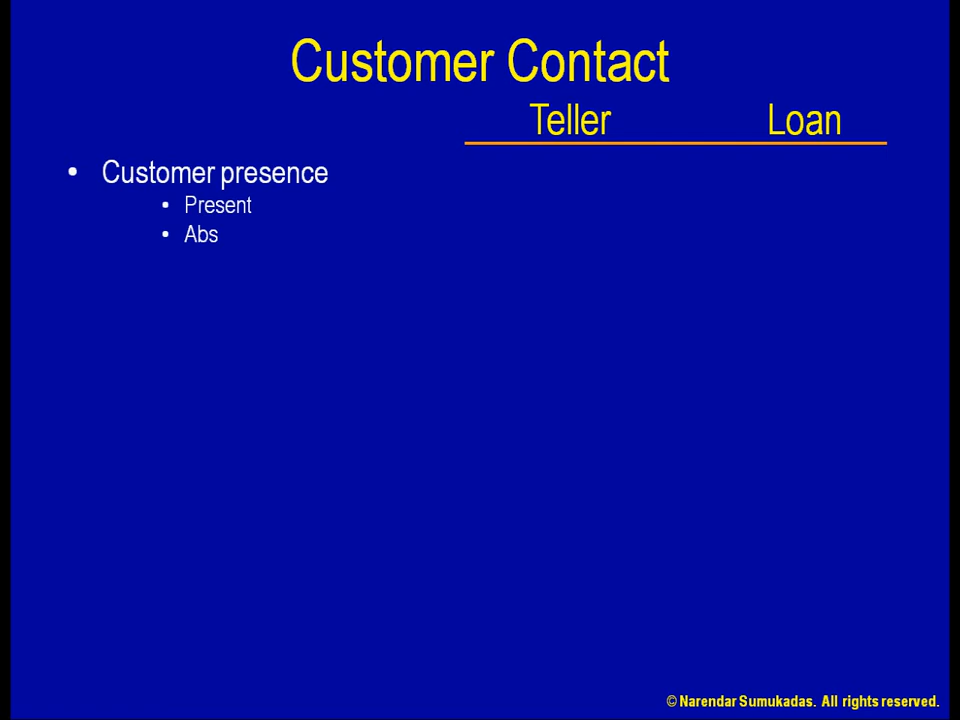 Customer Contact
Teller Loan
• Customer presence
• Present
• Abs
© Narendar Sumukadas. All rights reserved.